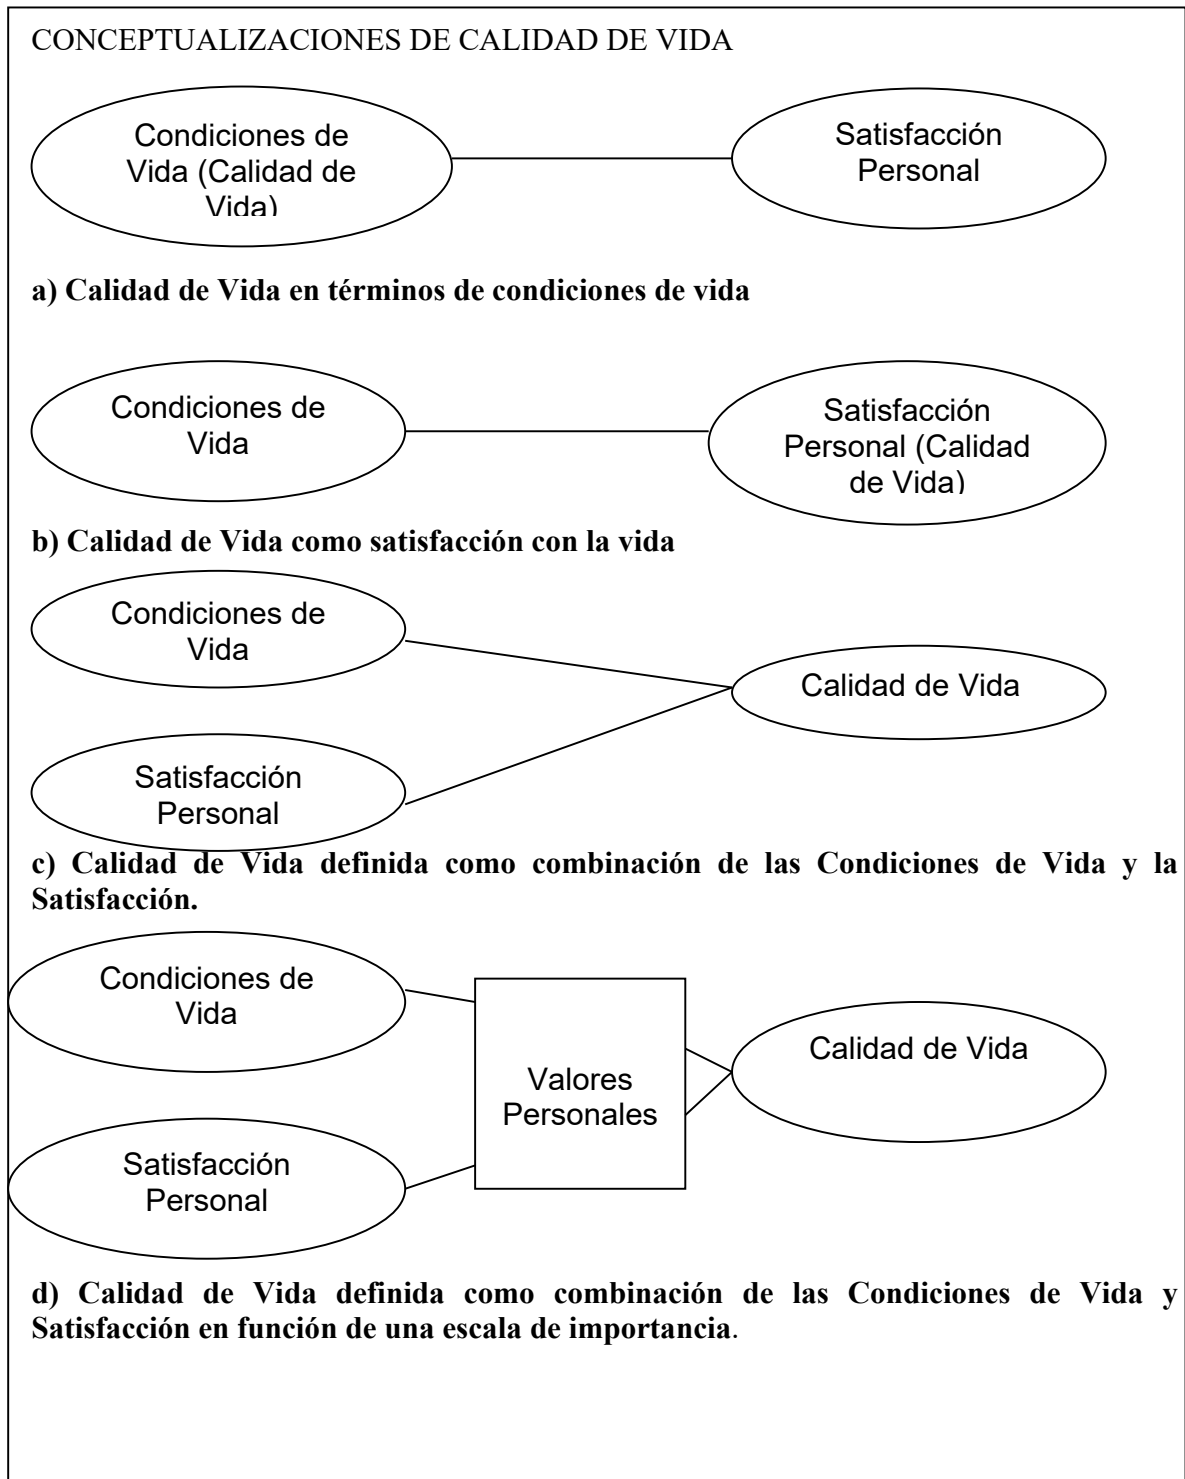 CONCEPTUALIZACIONES DE CALIDAD DE VIDA
Condiciones de
Vida (Calidad de
Vida)
Satisfacción
Personal
a) Calidad de Vida en términos de condiciones de vida
Condiciones de
Vida
Satisfacción
Personal (Calidad
de Vida)
b) Calidad de Vida como satisfacción con la vida
Condiciones de
Vida
Calidad de Vida
Satisfacción
Personal
c) Calidad de Vida definida como combinación de las Condiciones de Vida y la
Satisfacción.
Condiciones de
Vida
Valores
Personales
Calidad de Vida
Satisfacción
Personal
d) Calidad de Vida definida como combinación de las Condiciones de Vida y
Satisfacción en función de una escala de importancia.